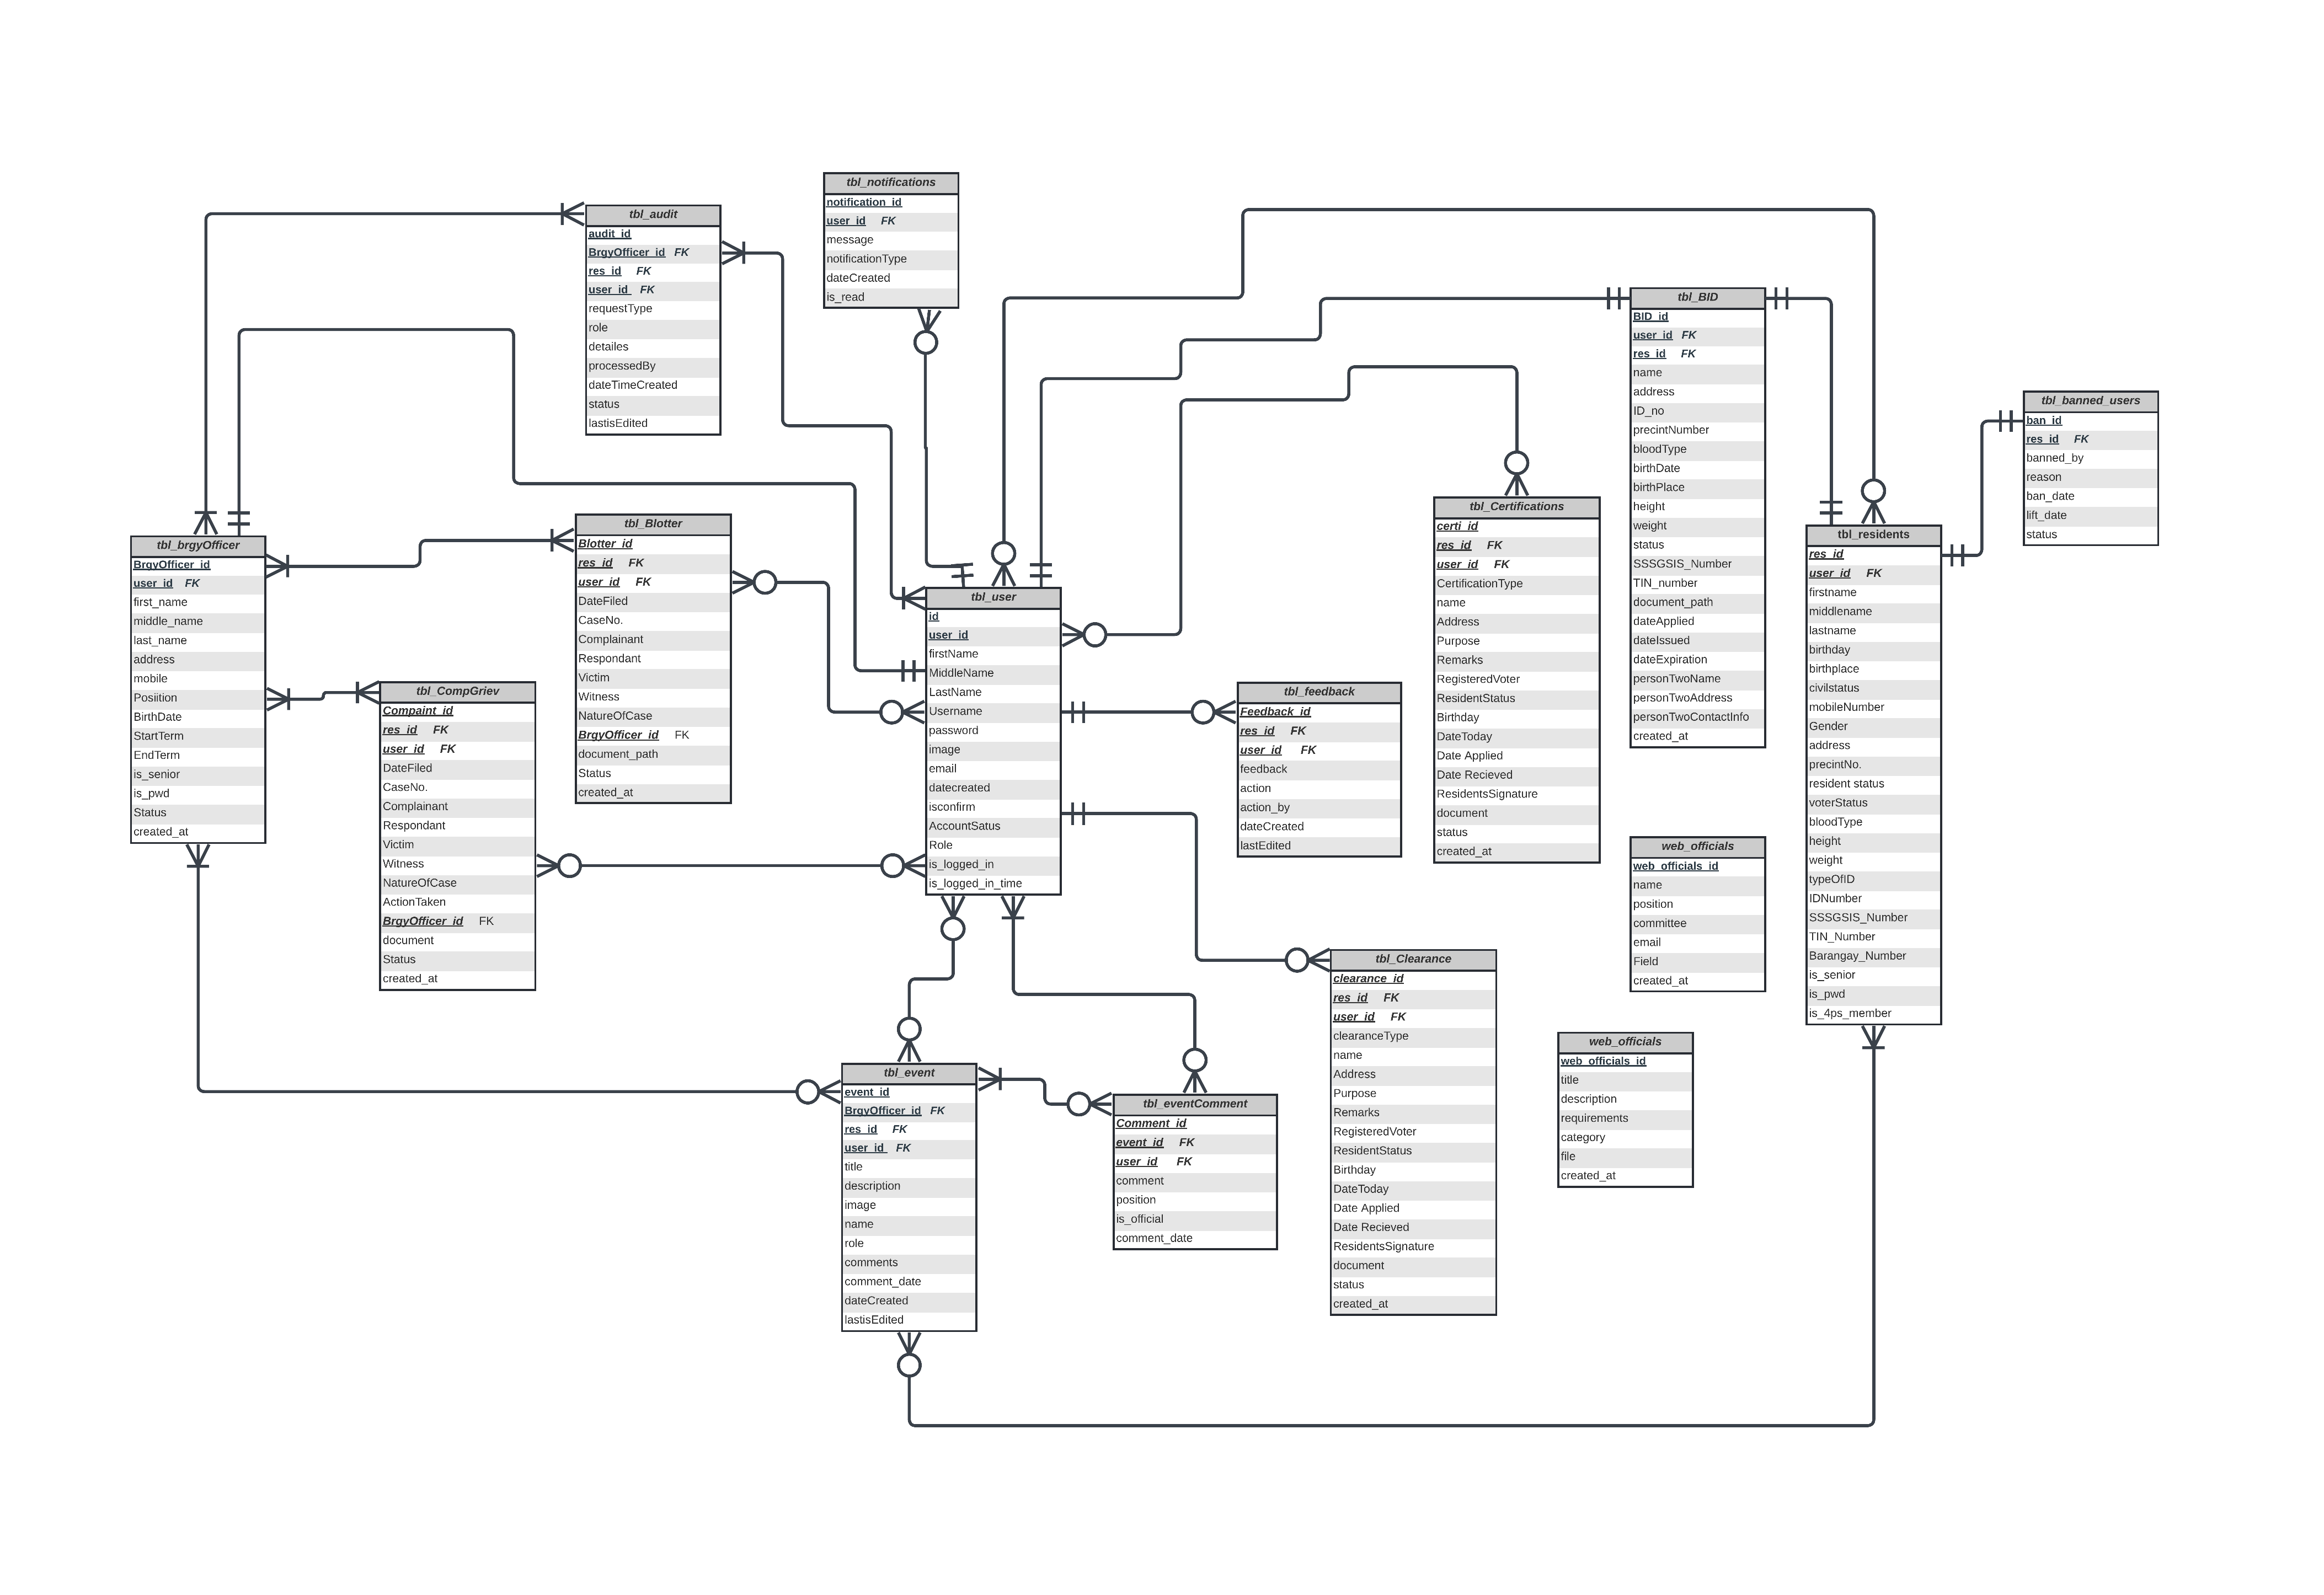 tbl_notifications
notification_id
user_id FK
message
notificationType
dateCreated
is_read
tbl_audit
audit_id
BrgyOfficer_id FK
res_id FK
user_id FK
requestType
role
detailes
processedBy
dateTimeCreated
status
lastisEdited
tbl_BID
BID_id
user_id FK
res_id FK
name
address
ID_no
precintNumber
bloodType
birthDate
birthPlace
height
weight
status
SSSGSIS_Number
TIN_number
document_path
dateApplied
dateIssued
dateExpiration
personTwoName
personTwoAddress
personTwoContactInfo
created_at
tbl_banned_users
ban_id
res_id FK
banned_by
reason
ban_date
lift_date
status
tbl_brgyOfficer
BrgyOfficer_id
user_id FK
first_name
middle_name
last_name
address
mobile
Posiition
BirthDate
StartTerm
EndTerm
is_senior
is_pwd
Status
created_at
tbl_Blotter
Blotter_id
res_id FK
user_id FK
DateFiled
CaseNo.
Complainant
Respondant
Victim
Witness
NatureOfCase
BrgyOfficer_id FK
document_path
Status
created_at
tbl_CompGriev
Compaint_id
res_id FK
user_id FK
DateFiled
CaseNo.
Complainant
Respondant
Victim
Witness
NatureOfCase
ActionTaken
BrgyOfficer_id FK
document
Status
created_at
tbl_user
id
user_id
firstName
MiddleName
LastName
Username
password
image
email
datecreated
isconfirm
AccountSatus
Role
is_logged_in
is_logged_in_time
tbl_feedback
Feedback_id
res_id FK
user_id FK
feedback
action
action_by
dateCreated
lastEdited
tbl_Certifications
certi_id
res_id FK
user_id FK
CertificationType
name
Address
Purpose
Remarks
RegisteredVoter
ResidentStatus
Birthday
DateToday
Date Applied
Date Recieved
ResidentsSignature
document
status
created_at
tbl_residents
res_id
user_id FK
firstname
middlename
lastname
birthday
birthplace
civilstatus
mobileNumber
Gender
address
precintNo.
resident status
voterStatus
bloodType
height
weight
typeOfID
IDNumber
SSSGSIS_Number
TIN_Number
Barangay_Number
is_senior
is_pwd
is_4ps_member
web_officials
web_officials_id
name
position
committee
email
Field
created_at
tbl_Clearance
clearance_id
res_id FK
user_id FK
clearanceType
name
Address
Purpose
Remarks
RegisteredVoter
ResidentStatus
Birthday
DateToday
Date Applied
Date Recieved
ResidentsSignature
document
status
created_at
web_officials
web_officials_id
title
description
requirements
category
file
created_at
tbl_event
event_id
BrgyOfficer_id FK
res_id FK
user_id FK
title
description
image
name
role
comments
comment_date
dateCreated
lastisEdited
tbl_eventComment
Comment_id
event_id FK
user_id FK
comment
position
is_official
comment_date